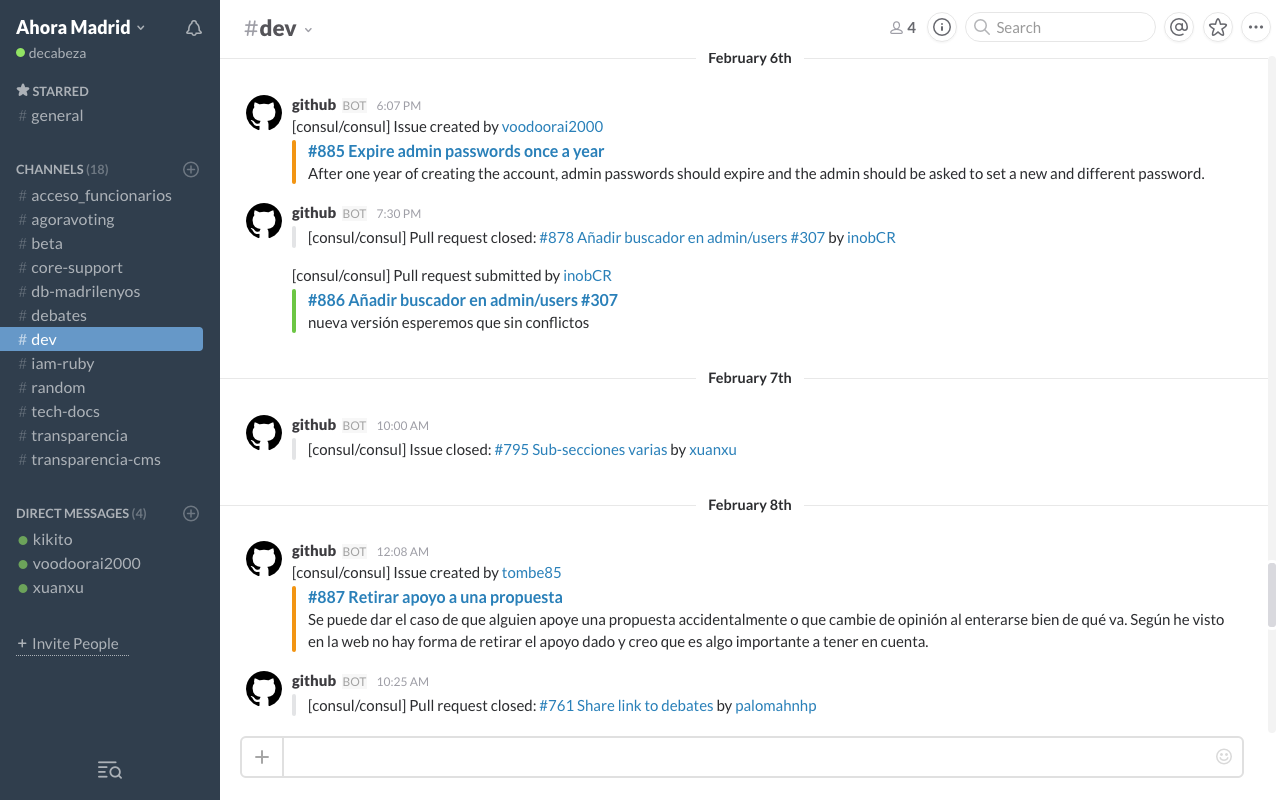 Ahora Madrid
decabeza
STARRED
# general
CHANNELS (18)
# acceso_funcionarios
# agoravoting
# beta
# core-support
# db-madrilenyos
# debates
# dev
# iam-ruby
# random
# tech-docs
# transparencia
# transparencia-cms
DIRECT MESSAGES (4)
kikito
voodoorai2000
xuanxu
+ Invite People
#dev
4
Search
February 6th
github BOT 6:07 PM
[consul/consul] Issue created by voodoorai2000
#885 Expire admin passwords once a year
After one year of creating the account, admin passwords should expire and the admin should be asked to set a new and different password.
github BOT 7:30 PM
[consul/consul] Pull request closed: #878 Añadir buscador en admin/users #307 by inobCR
[consul/consul] Pull request submitted by inobCR
#886 Añadir buscador en admin/users #307
nueva versión esperemos que sin conflictos
February 7th
github BOT 10:00 AM
[consul/consul] Issue closed: #795 Sub-secciones varias by xuanxu
February 8th
github BOT 12:08 AM
[consul/consul] Issue created by tombe85
#887 Retirar apoyo a una propuesta
Se puede dar el caso de que alguien apoye una propuesta accidentalmente o que cambie de opinión al enterarse bien de qué va. Según he visto
en la web no hay forma de retirar el apoyo dado y creo que es algo importante a tener en cuenta.
github BOT 10:25 AM
[consul/consul] Pull request closed: #761 Share link to debates by palomahnhp